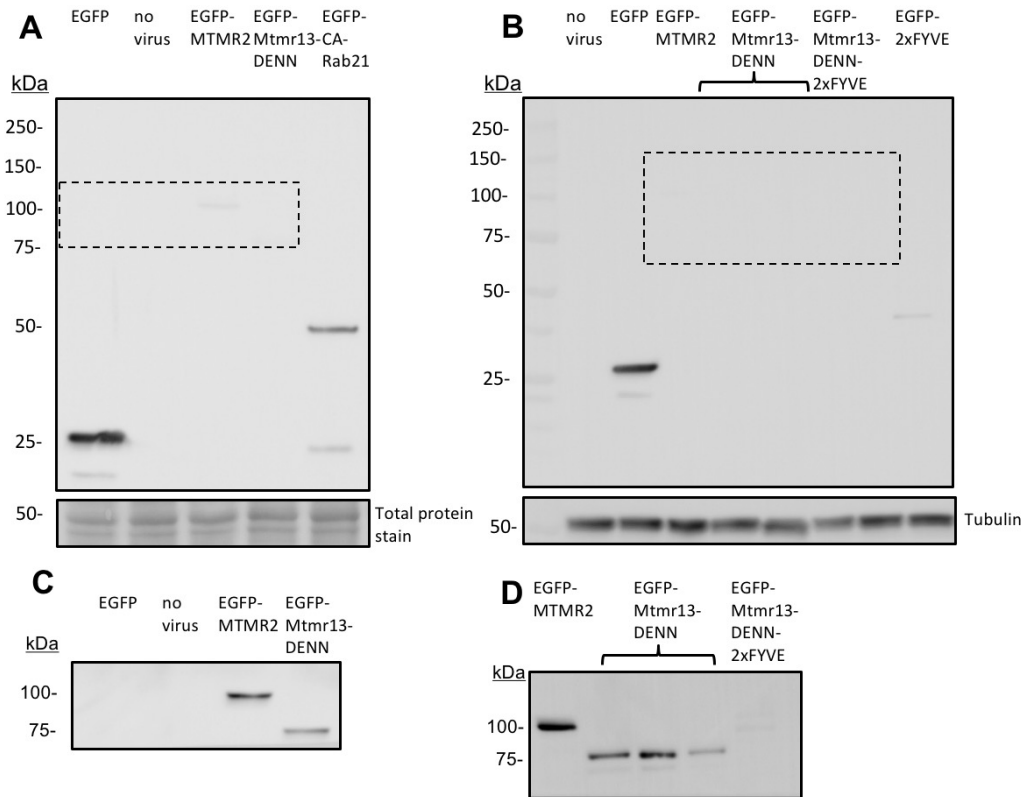 A
EGFP
no
virus
EGFP-
MTMR2
EGFP-
Mtmr13-
DENN
EGFP-
CA-
Rab21
kDa
250-
150-
100-
75-
50-
25-
50-
Total protein
stain
B
no
virus
EGFP
EGFP-
MTMR2
EGFP-
Mtmr13-
DENN
EGFP-
Mtmr13-
DENN-
2xFYVE
EGFP-
2xFYVE
kDa
250-
150-
100-
75-
50-
25-
50-
Tubulin
C
EGFP
no
virus
EGFP-
MTMR2
EGFP-
Mtmr13-
DENN
kDa
100-
75-
D
EGFP-
MTMR2
EGFP-
Mtmr13-
DENN
EGFP-
Mtmr13-
DENN-
2xFYVE
kDa
100-
75-